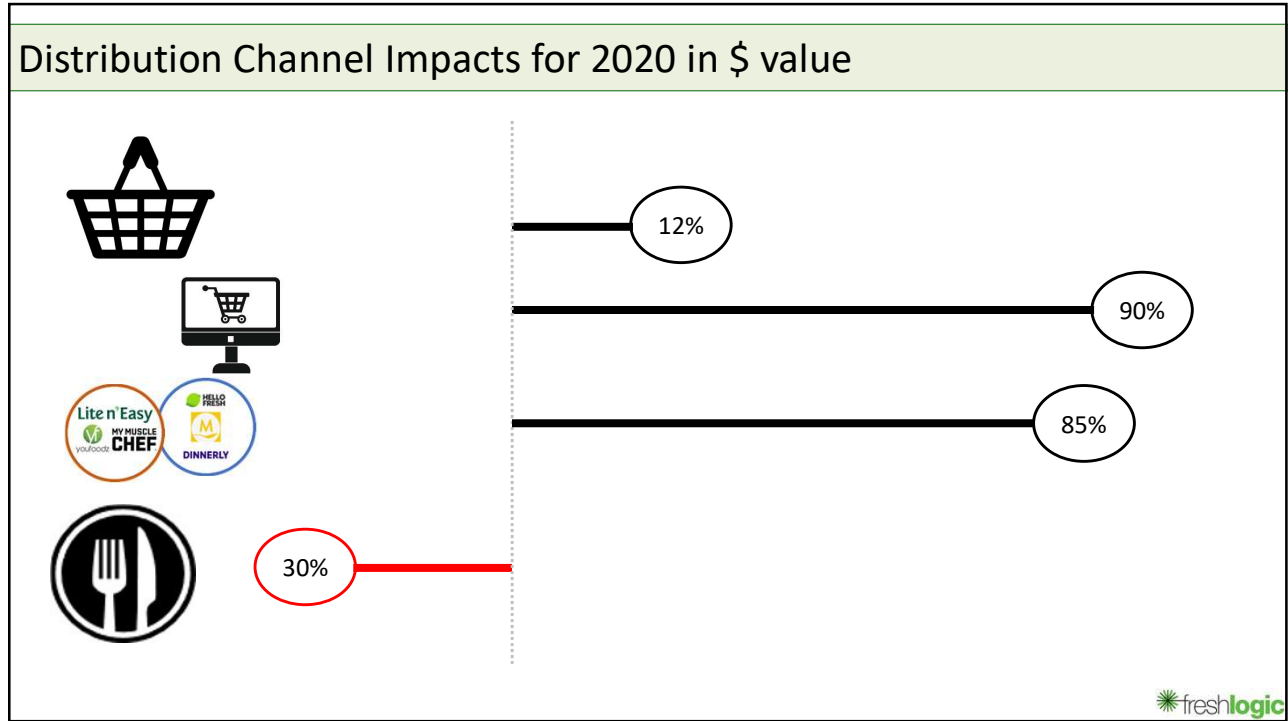 Distribution Channel Impacts for 2020 in $ value
12%
90%
85%
30%
Lite n'Easy
youfoodz
MY MUSCLE
CHEF
HELLO
FRESH
M
DINNERLY
freshlogic